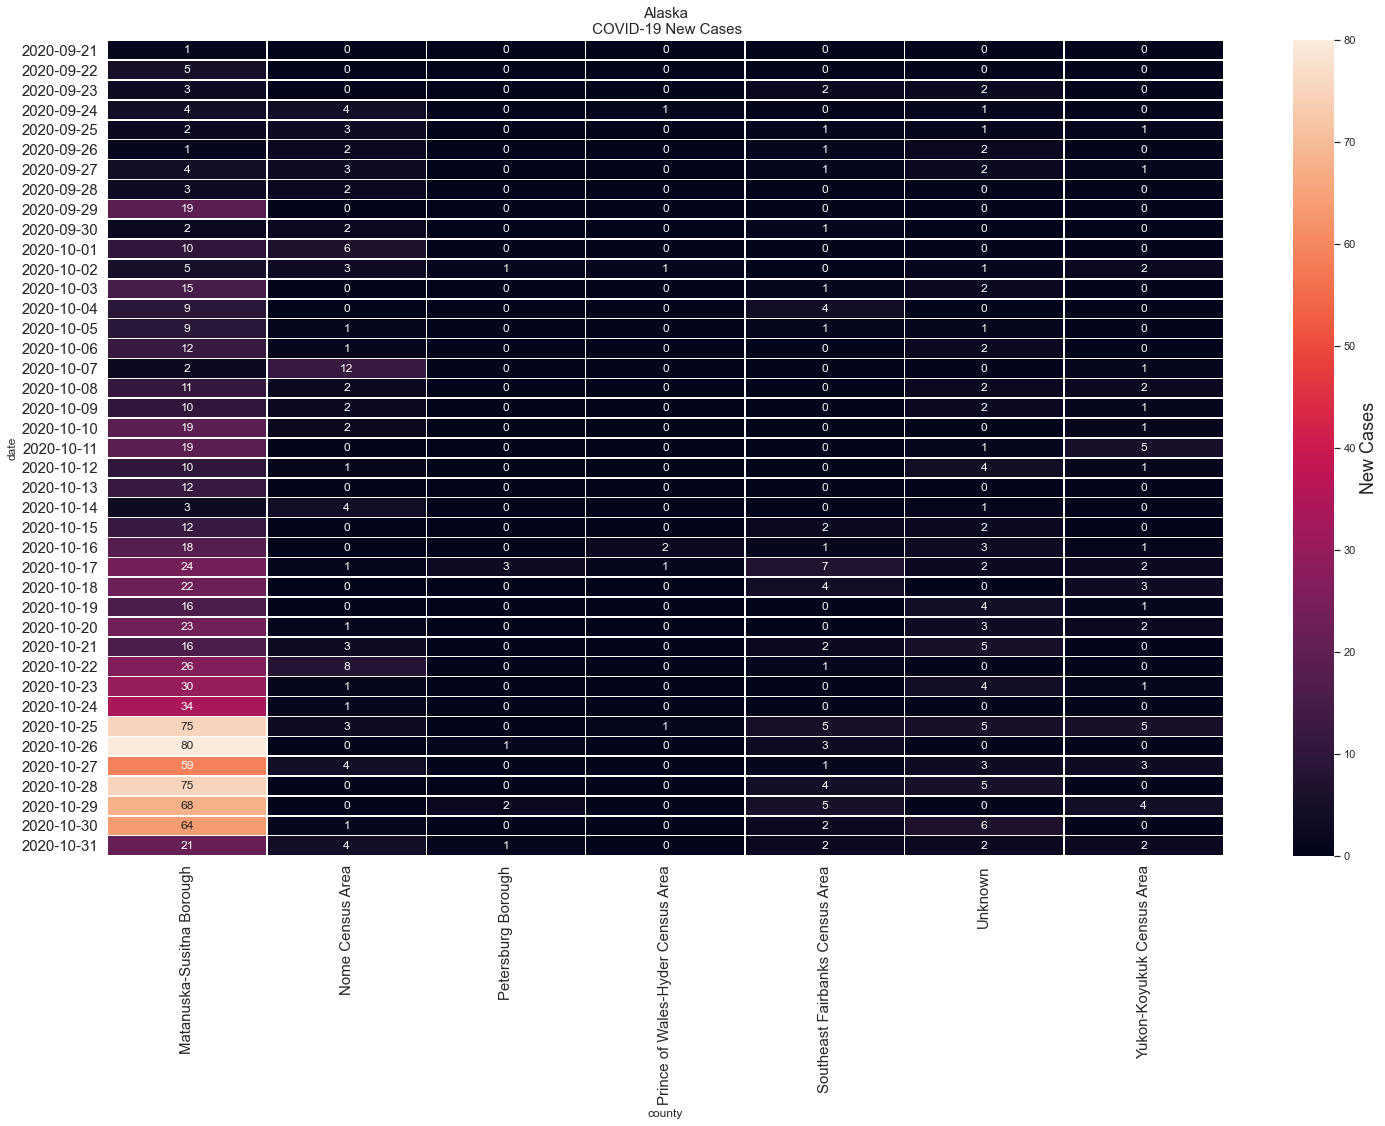 Alaska
COVID-19 New Cases
2020-09-21 1 0 0 0 0 0 0
2020-09-22 5 0 0 0 0 0 0
2020-09-23 3 0 0 0 2 2 0
2020-09-24 4 4 0 1 0 1 0
2020-09-25 2 3 0 0 1 1 1
2020-09-26 1 2 0 0 1 2 0
2020-09-27 4 3 0 0 1 2 1
2020-09-28 3 2 0 0 0 0 0
2020-09-29 19 0 0 0 0 0 0
2020-09-30 2 2 0 0 1 0 0
2020-10-01 10 6 0 0 0 0 0
2020-10-02 5 3 1 1 0 1 2
2020-10-03 15 0 0 0 1 2 0
2020-10-04 9 0 0 0 4 0 0
2020-10-05 9 1 0 0 1 1 0
2020-10-06 12 1 0 0 0 2 0
2020-10-07 2 12 0 0 0 0 1
2020-10-08 11 2 0 0 0 2 2
2020-10-09 10 2 0 0 0 2 1
2020-10-10 19 2 0 0 0 0 1
2020-10-11 19 0 0 0 0 1 5
2020-10-12 10 1 0 0 0 4 1
2020-10-13 12 0 0 0 0 0 0
2020-10-14 3 4 0 0 0 1 0
2020-10-15 12 0 0 0 2 2 0
2020-10-16 18 0 0 2 1 3 1
2020-10-17 24 1 3 1 7 2 2
2020-10-18 22 0 0 0 4 0 3
2020-10-19 16 0 0 0 0 4 1
2020-10-20 23 1 0 0 0 3 2
2020-10-21 16 3 0 0 2 5 0
2020-10-22 26 8 0 0 1 0 0
2020-10-23 30 1 0 0 0 4 1
2020-10-24 34 1 0 0 0 0 0
2020-10-25 75 3 0 1 5 5 5
2020-10-26 80 0 1 0 3 0 0
2020-10-27 59 4 0 0 1 3 3
2020-10-28 75 0 0 0 4 5 0
2020-10-29 68 0 2 0 5 0 4
2020-10-30 64 1 0 0 2 6 0
2020-10-31 21 4 1 0 2 2 2
date
Matanuska-Susitna Borough
Nome Census Area
Petersburg Borough
Prince of Wales-Hyder Census Area
Southeast Fairbanks Census Area
Unknown
Yukon-Koyukuk Census Area
county
80
70
60
50
40
30
20
10
0
New Cases